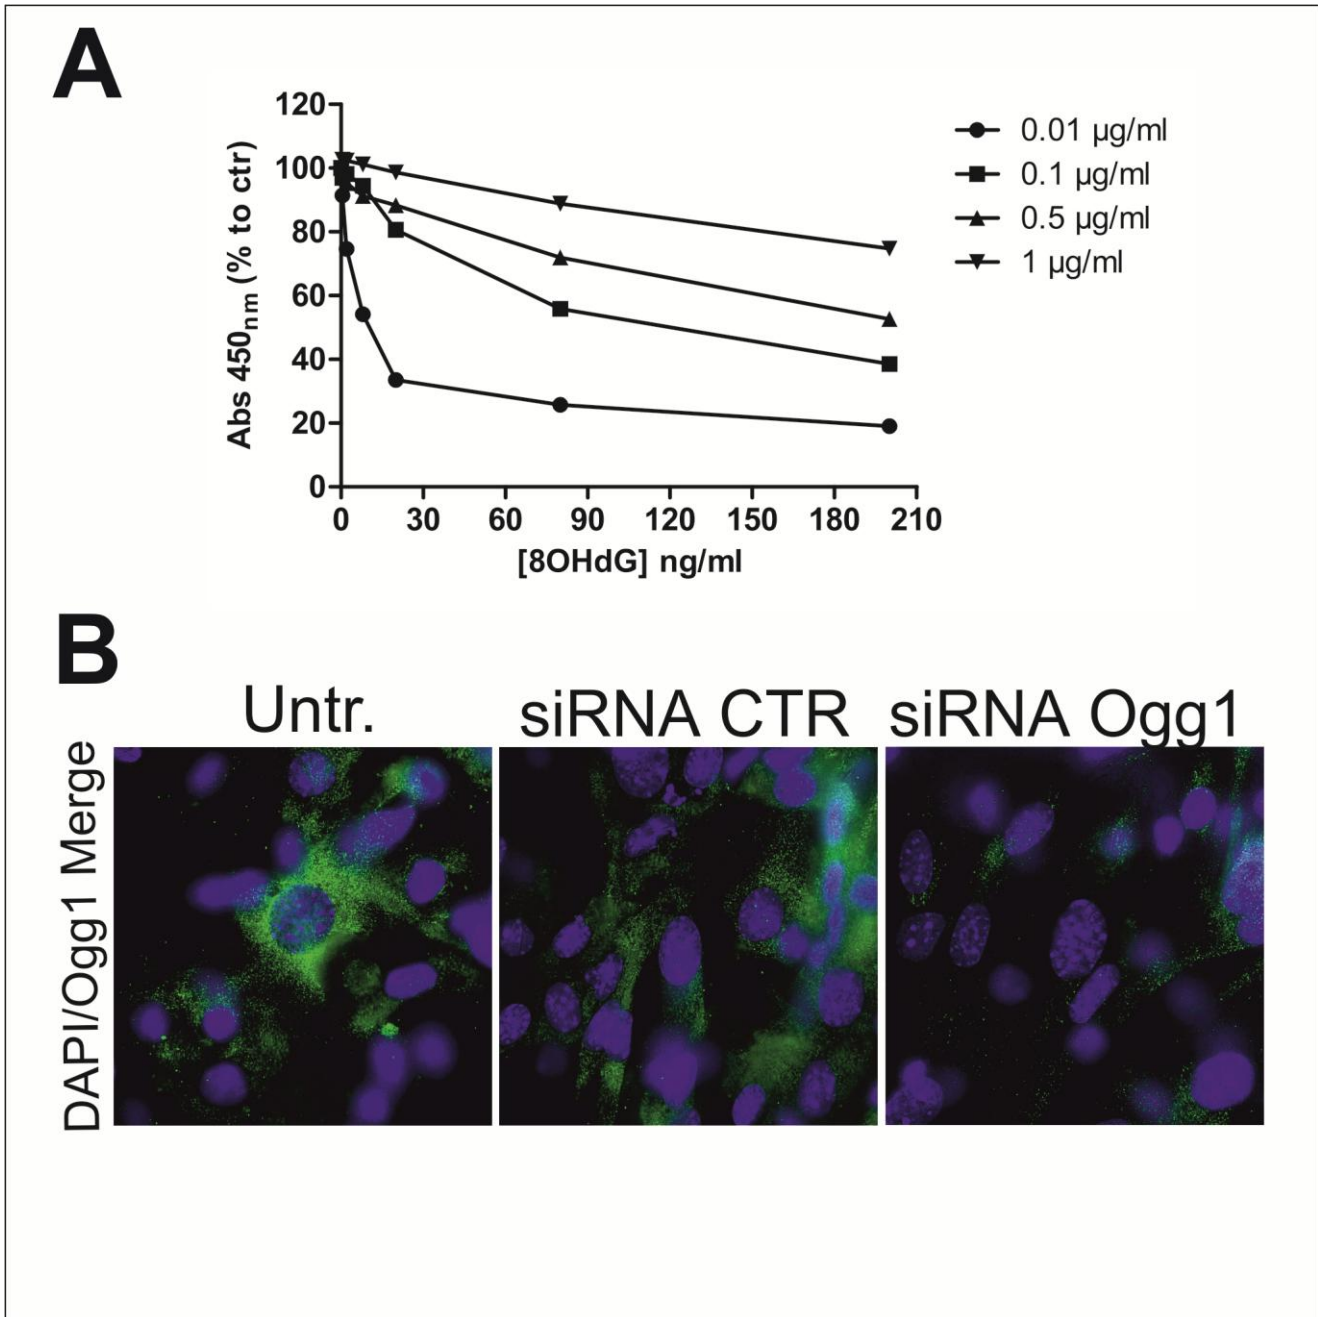 A
120
100
80
60
40
20
0
Abs 450nm (% to ctr)
0 30 60 90 120 150 180 210
[8OHdG] ng/ml
0.01 µg/ml
0.1 µg/ml
0.5 µg/ml
1 µg/ml
B
Untr. siRNA CTR siRNA Ogg1
DAPI/Ogg1 Merge